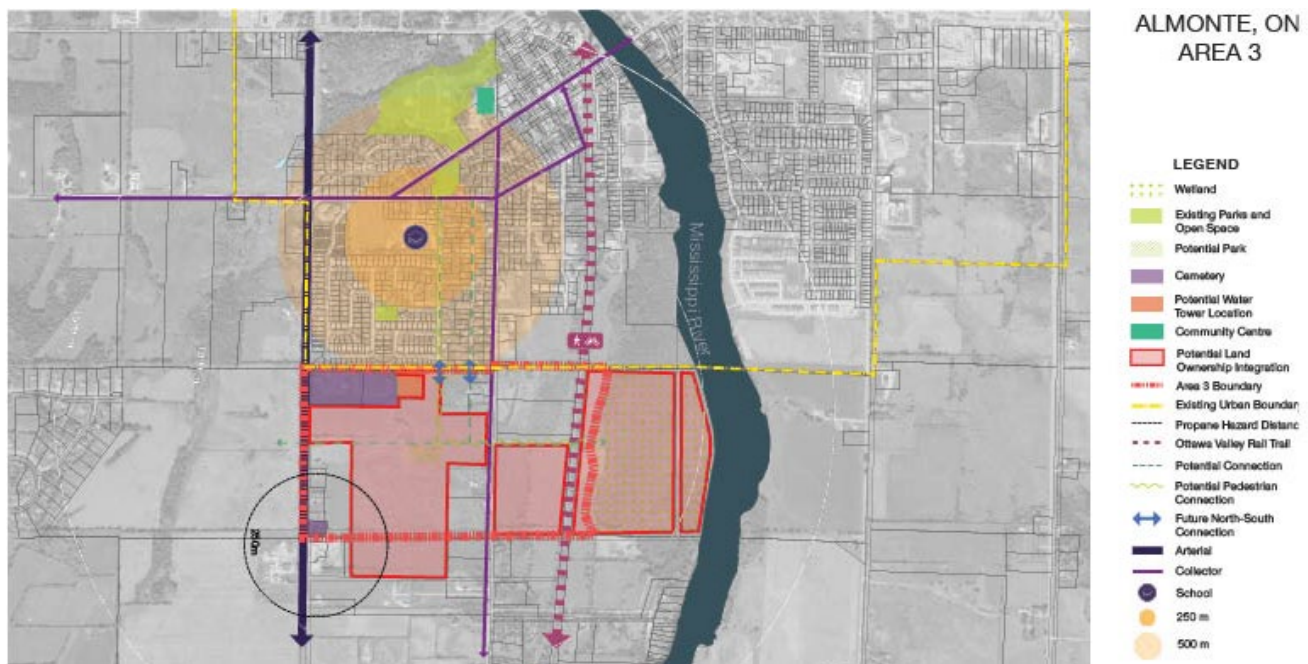 ALMONTE, ON
AREA 3
LEGEND
Wetland
Existing Parks and
Open Space
Potential Park
Cemetery
Potential Water
Tower Location
Community Centre
Potential Land
Ownership Integration
Area 3 Boundary
Existing Urban Boundary
Propane Hazard Distanc
Ottawa Valley Rail Trail
Potential Connection
Potential Pedestrian
Connection
Future North-South
Connection
Arterial
Collector
School
250 m
500 m
Mississippi River
250m